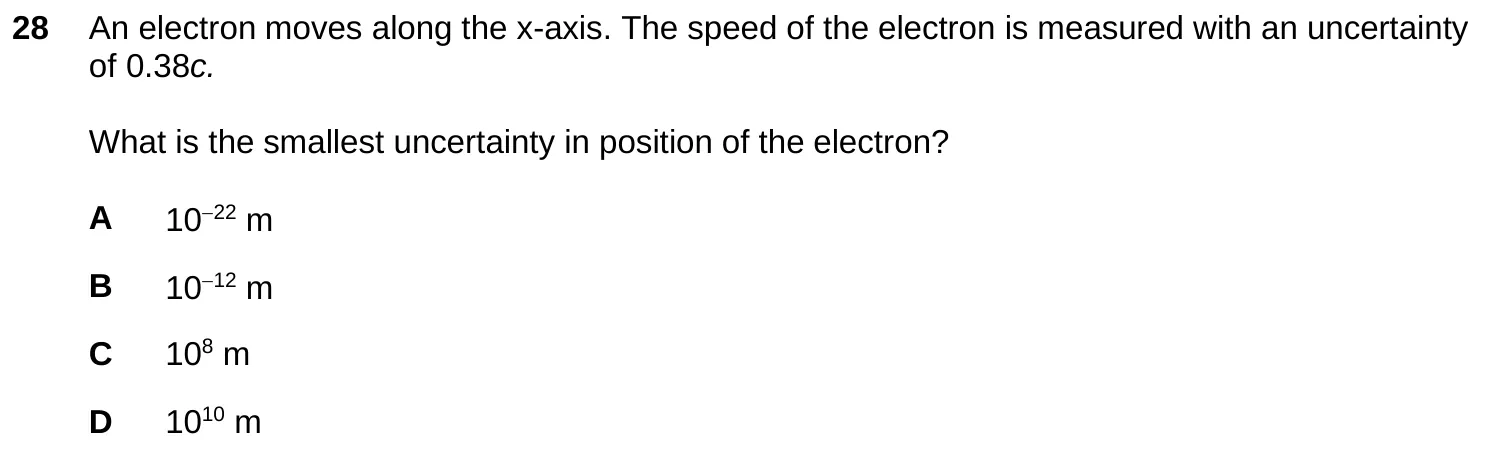 28 An electron moves along the x-axis. The speed of the electron is measured with an uncertainty
of 0.38c.
What is the smallest uncertainty in position of the electron?
A 10⁻²² m
B 10⁻¹² m
C 10⁸ m
D 10¹⁰ m